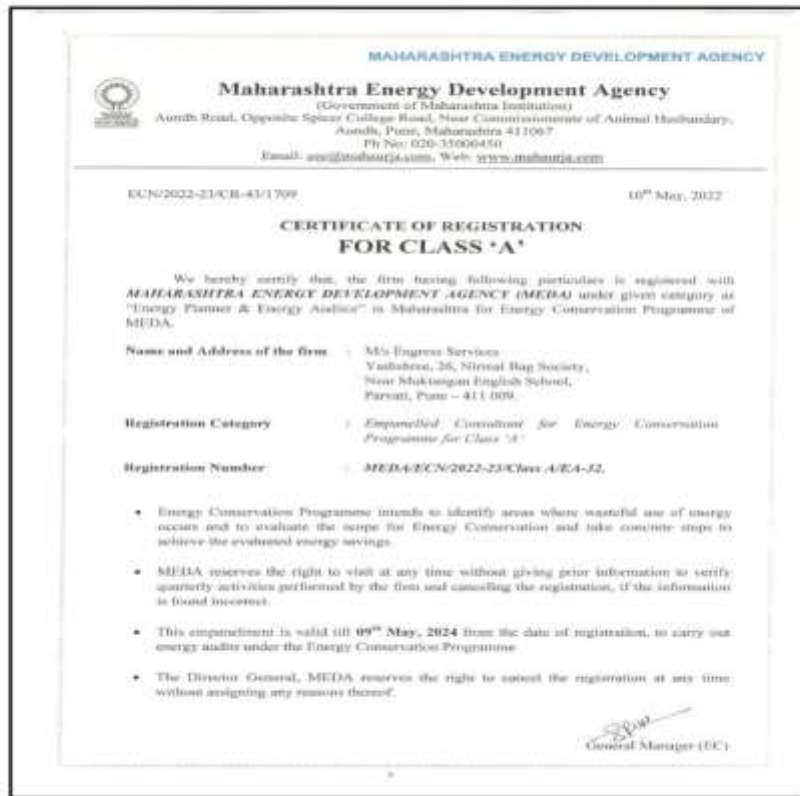 MAHARASHTRA ENERGY DEVELOPMENT AGENCY
Maharashtra Energy Development Agency
(Government of Maharashtra Institution)
Aundh Road, Opposite Spicer College Road, Near Commissionerate of Animal Husbandary,
Aundh, Pune, Maharashtra 411067
Ph No: 020-35000450
Email: eee@mahaurja.com, Web: www.mahaurja.com
ECN/2022-23/CR-43/1709
10th May, 2022
CERTIFICATE OF REGISTRATION
FOR CLASS ‘A’
We hereby certify that, the firm having following particulars is registered with
MAHARASHTRA ENERGY DEVELOPMENT AGENCY (MEDA) under given category as
“Energy Planner & Energy Auditor” in Maharashtra for Energy Conservation Programme of
MEDA.
Name and Address of the firm : M/s Engress Services
Yashshree, 26, Nirmal Bag Society,
Near Muktangan English School,
Parvati, Pune – 411 009.
Registration Category : Empanelled Consultant for Energy Conservation
Programme for Class ‘A’
Registration Number : MEDA/ECN/2022-23/Class A/EA-32.
• Energy Conservation Programme intends to identify areas where wasteful use of energy
occurs and to evaluate the scope for Energy Conservation and take concrete steps to
achieve the evaluated energy savings.
• MEDA reserves the right to visit at any time without giving prior information to verify
quarterly activities performed by the firm and cancelling the registration, if the information
is found incorrect.
• This empanelment is valid till 09th May, 2024 from the date of registration, to carry out
energy audits under the Energy Conservation Programme
• The Director General, MEDA reserves the right to cancel the registration at any time
without assigning any reasons thereof.
General Manager (EC)